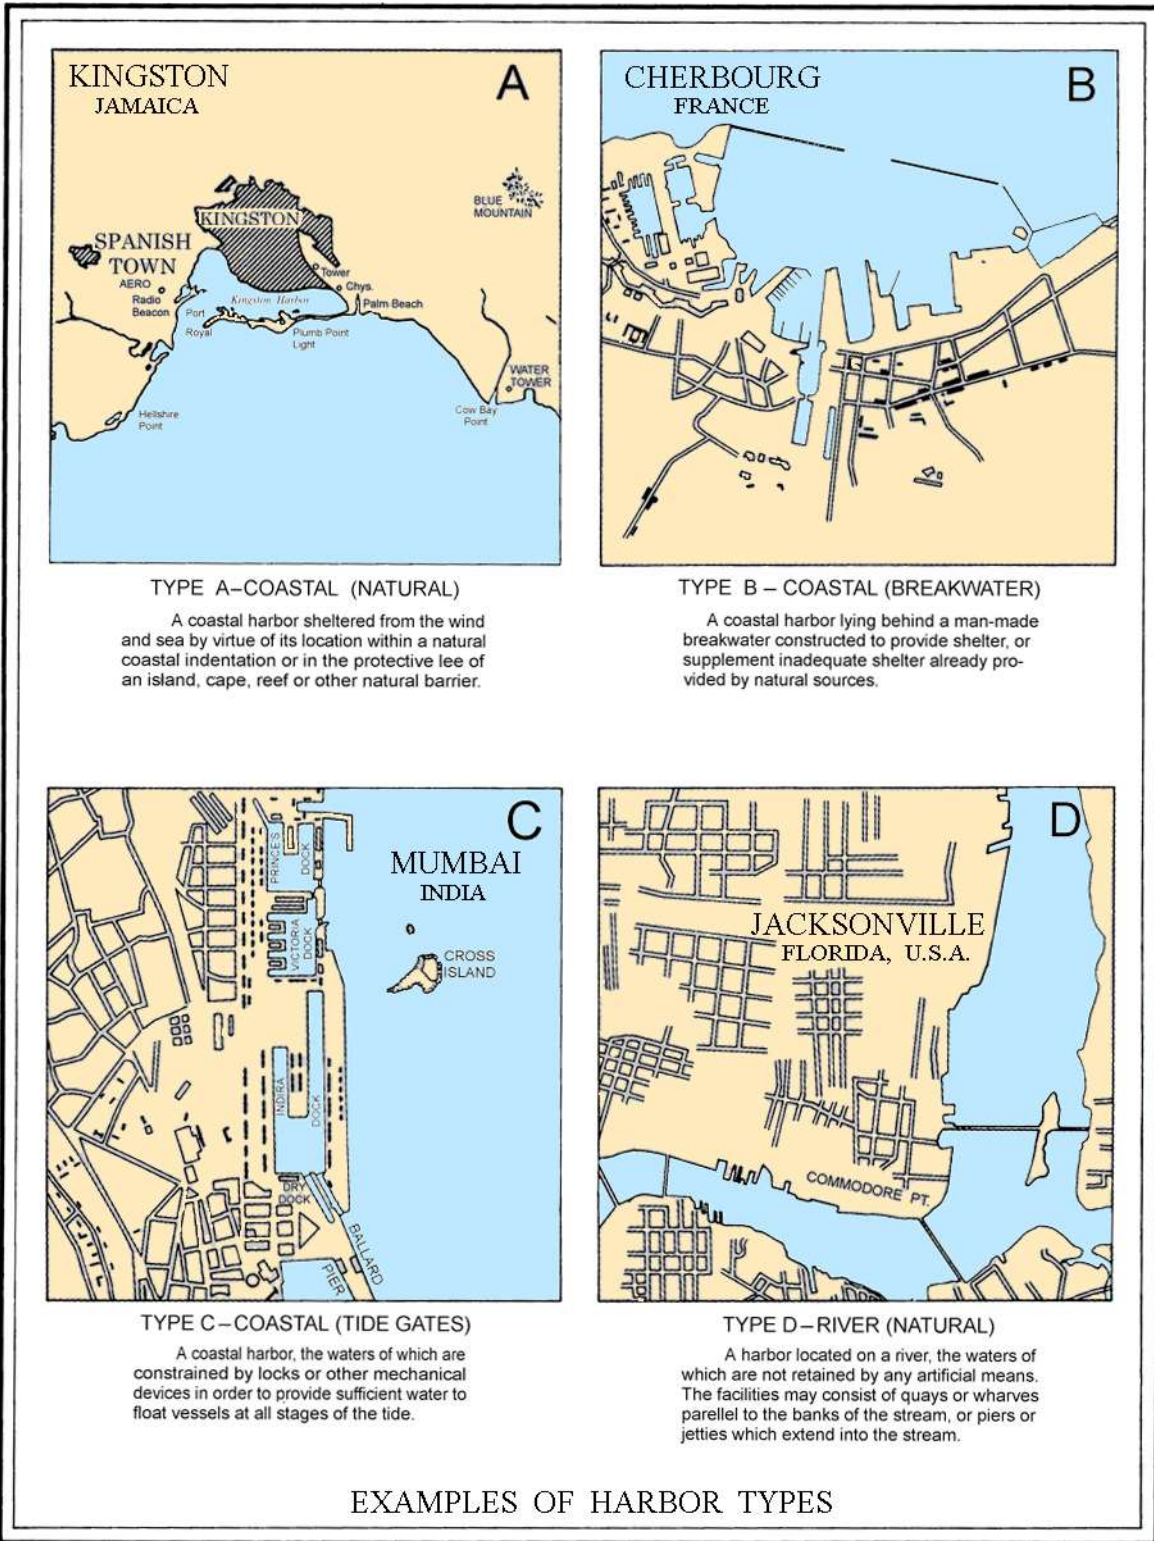 KINGSTON
JAMAICA
A
KINGSTON
BLUE
MOUNTAIN
SPANISH
TOWN
AERO
Radio
Beacon
Tower
Chys.
Kingston Harbor
Palm Beach
Port
Royal
Plumb Point
Light
WATER
TOWER
Hellshire
Point
Cow Bay
Point
TYPE A–COASTAL (NATURAL)
A coastal harbor sheltered from the wind
and sea by virtue of its location within a natural
coastal indentation or in the protective lee of
an island, cape, reef or other natural barrier.
CHERBOURG
FRANCE
B
TYPE B – COASTAL (BREAKWATER)
A coastal harbor lying behind a man-made
breakwater constructed to provide shelter, or
supplement inadequate shelter already pro-
vided by natural sources.
C
MUMBAI
INDIA
PRINCE'S
DOCK
VICTORIA
DOCK
CROSS
ISLAND
INDIRA
DOCK
DRY
DOCK
BALLARD
PIER
TYPE C–COASTAL (TIDE GATES)
A coastal harbor, the waters of which are
constrained by locks or other mechanical
devices in order to provide sufficient water to
float vessels at all stages of the tide.
D
JACKSONVILLE
FLORIDA, U.S.A.
COMMODORE PT.
TYPE D–RIVER (NATURAL)
A harbor located on a river, the waters of
which are not retained by any artificial means.
The facilities may consist of quays or wharves
parellel to the banks of the stream, or piers or
jetties which extend into the stream.
EXAMPLES OF HARBOR TYPES